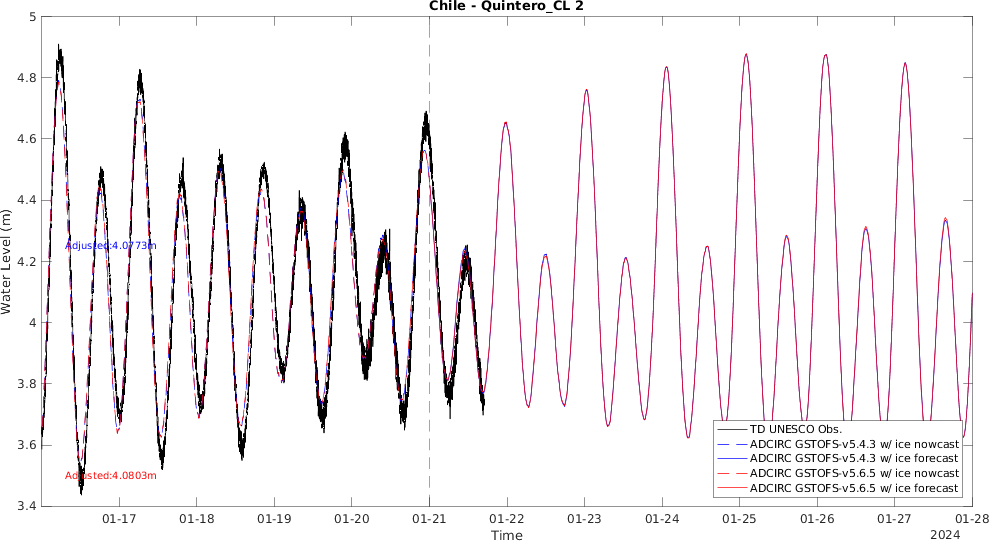 Chile - Quintero_CL 2
5
4.8
4.6
4.4
4.2
4
3.8
3.6
3.4
Water Level (m)
Adjusted:4.0773m
Adjusted:4.0803m
TD UNESCO Obs.
ADCIRC GSTOFS-v5.4.3 w/ ice nowcast
ADCIRC GSTOFS-v5.4.3 w/ ice forecast
ADCIRC GSTOFS-v5.6.5 w/ ice nowcast
ADCIRC GSTOFS-v5.6.5 w/ ice forecast
01-17 01-18 01-19 01-20 01-21 01-22 01-23 01-24 01-25 01-26 01-27 01-28
Time
2024